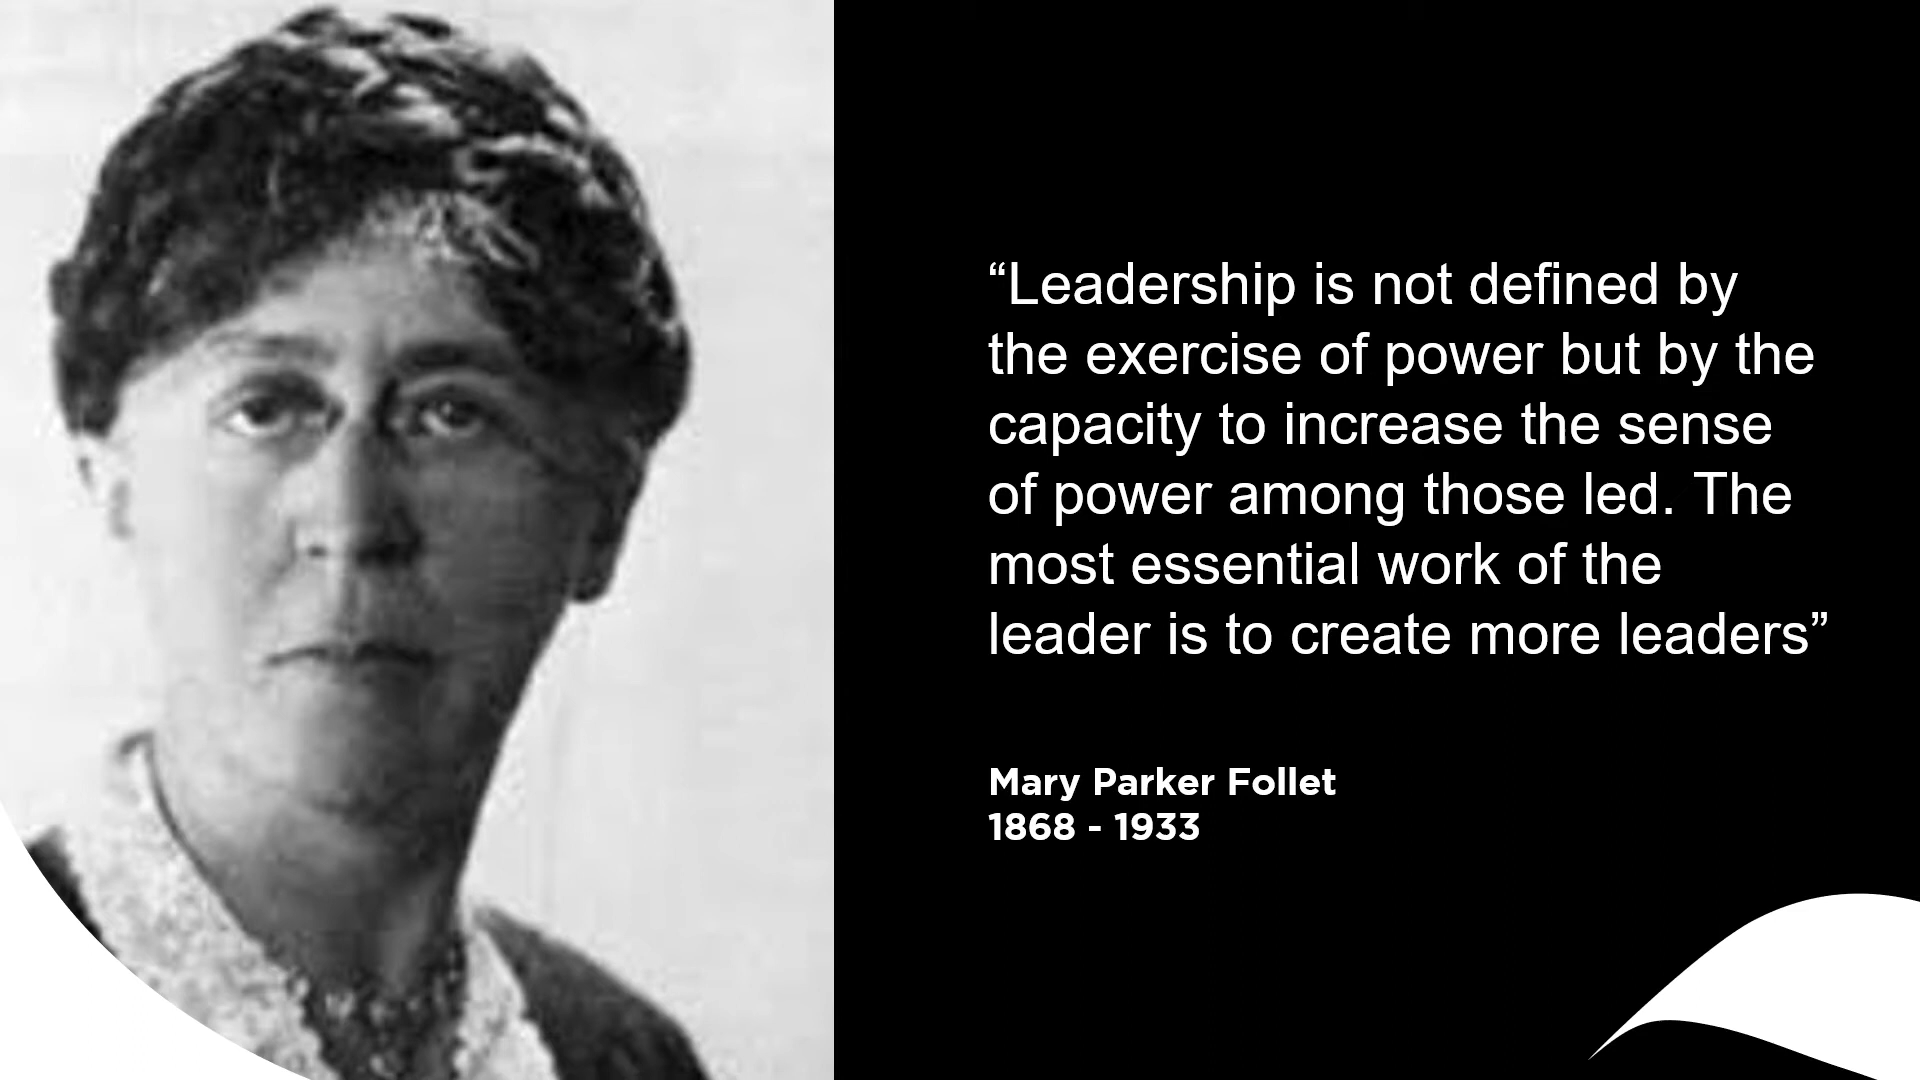 “Leadership is not defined by
the exercise of power but by the
capacity to increase the sense
of power among those led. The
most essential work of the
leader is to create more leaders”
Mary Parker Follet
1868 - 1933